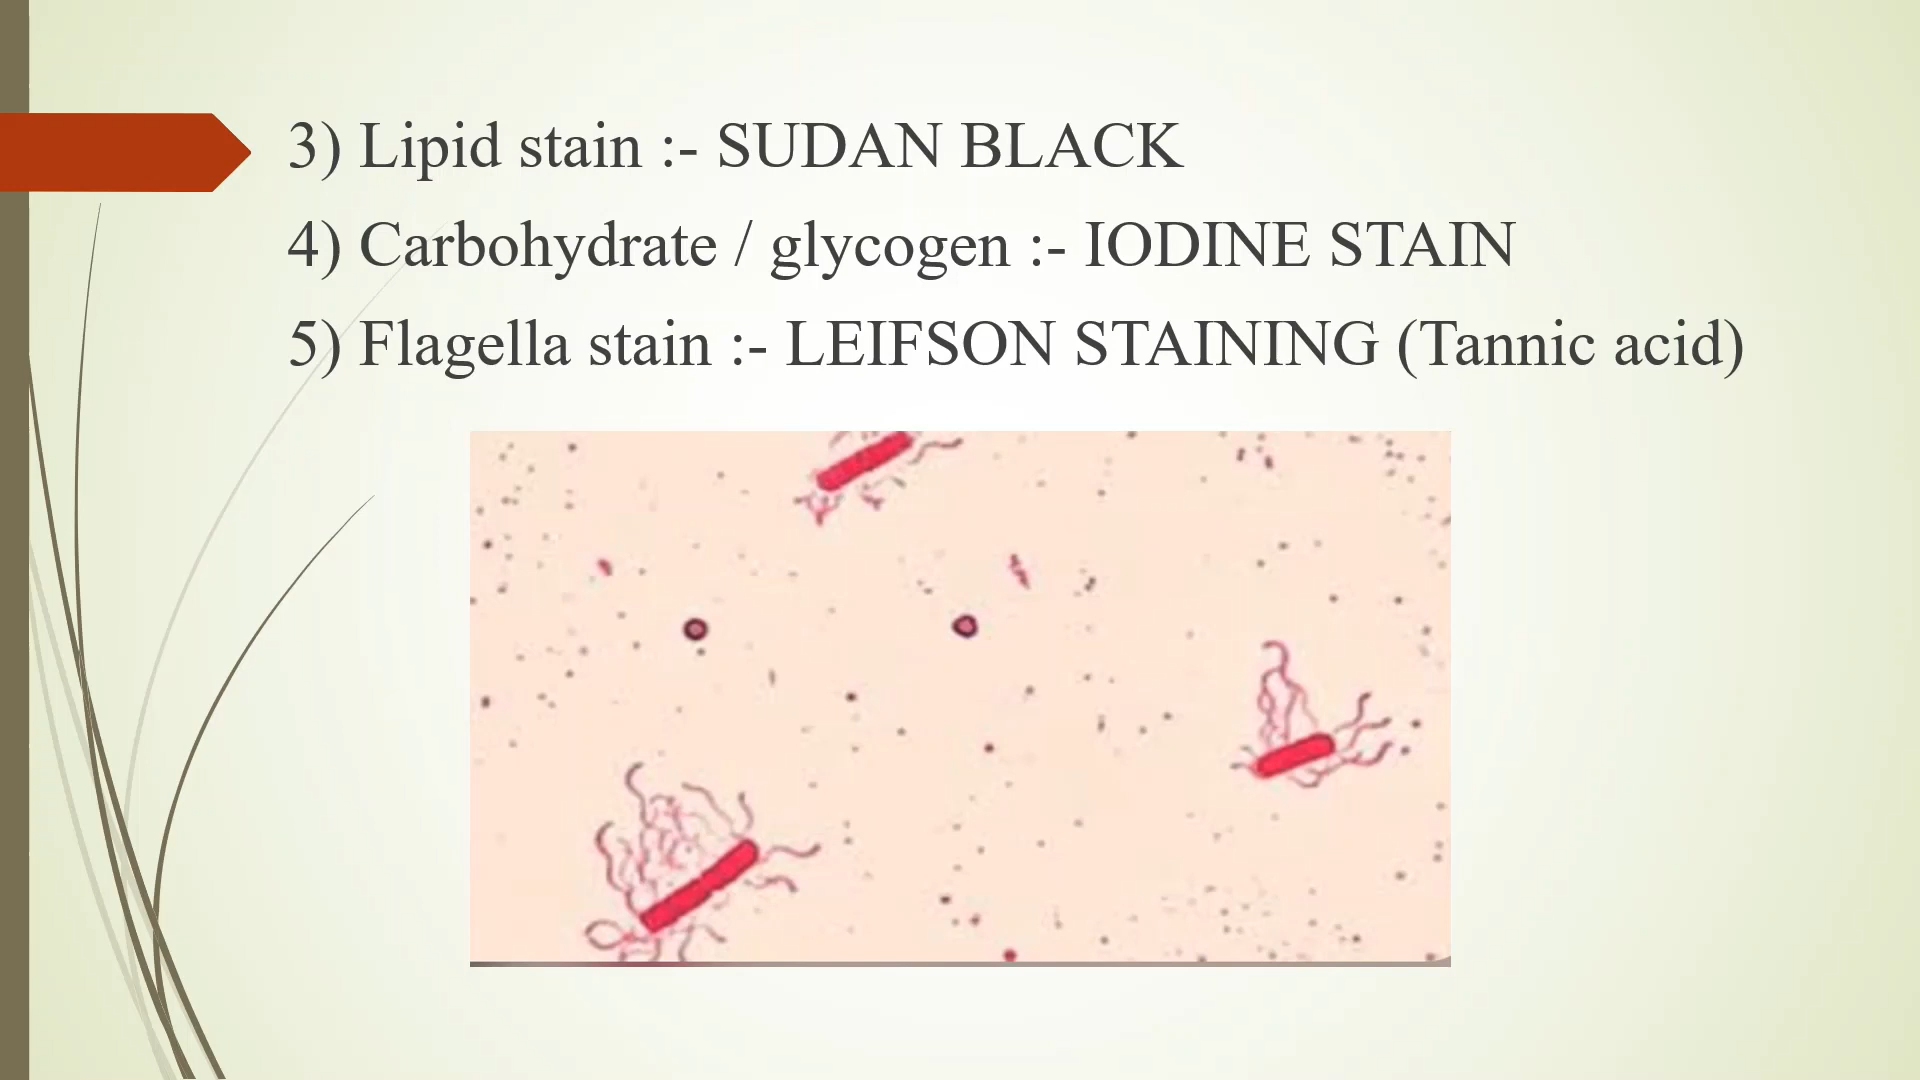 3) Lipid stain :- SUDAN BLACK
4) Carbohydrate / glycogen :- IODINE STAIN
5) Flagella stain :- LEIFSON STAINING (Tannic acid)